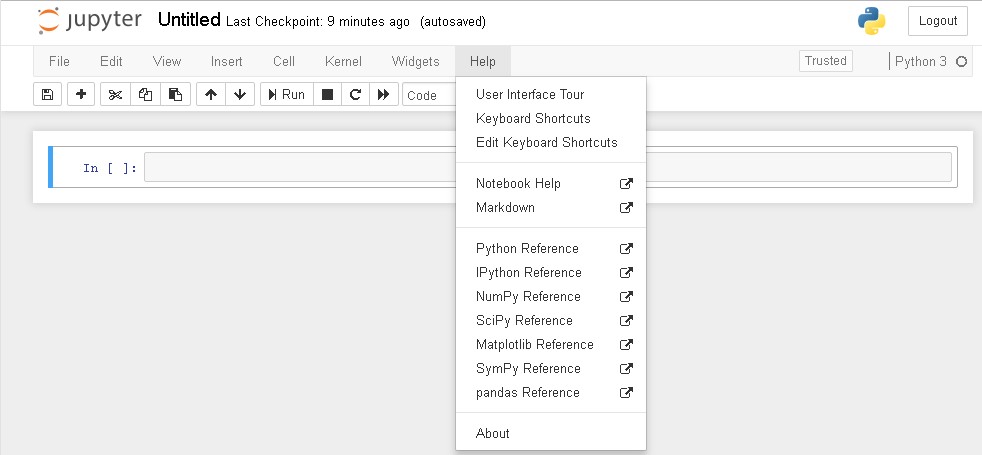 jupyter Untitled Last Checkpoint: 9 minutes ago (autosaved) Logout
File Edit View Insert Cell Kernel Widgets Help Trusted Python 3
Run Code
User Interface Tour
Keyboard Shortcuts
Edit Keyboard Shortcuts
In [ ]:
Notebook Help
Markdown
Python Reference
IPython Reference
NumPy Reference
SciPy Reference
Matplotlib Reference
SymPy Reference
pandas Reference
About